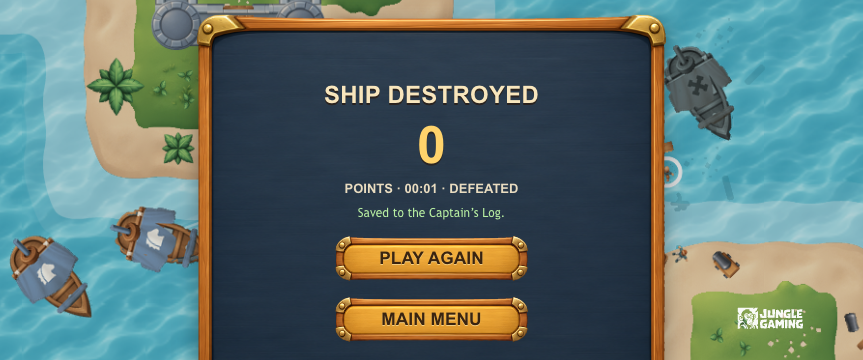 SHIP DESTROYED
0
POINTS · 00:01 · DEFEATED
Saved to the Captain's Log.
PLAY AGAIN
MAIN MENU
JUNGLE
GAMING